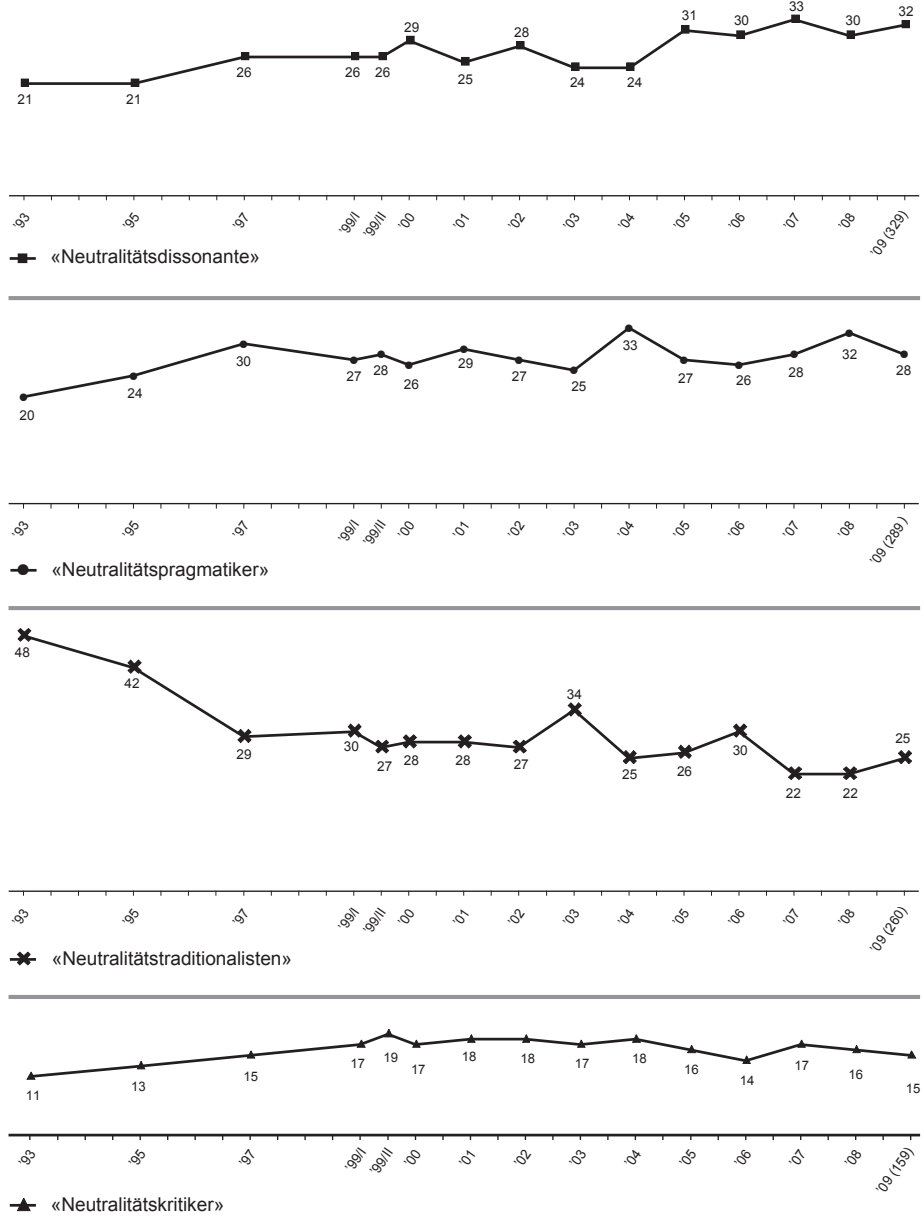 29 28 31 30 33 30 32
21 21 26 26 26 25 24 24
'93 '95 '97 '99/I '99/II '00 '01 '02 '03 '04 '05 '06 '07 '08 '09 (329)
«Neutralitätsdissonante»
20 24 30 27 28 26 29 27 25 33 27 26 28 32 28
'93 '95 '97 '99/I '99/II '00 '01 '02 '03 '04 '05 '06 '07 '08 '09 (289)
«Neutralitätspragmatiker»
48 42 29 30 27 28 28 27 34 25 26 30 22 22 25
'93 '95 '97 '99/I '99/II '00 '01 '02 '03 '04 '05 '06 '07 '08 '09 (260)
«Neutralitätstraditionalisten»
11 13 15 17 19 17 18 18 17 18 16 14 17 16 15
'93 '95 '97 '99/I '99/II '00 '01 '02 '03 '04 '05 '06 '07 '08 '09 (159)
«Neutralitätskritiker»